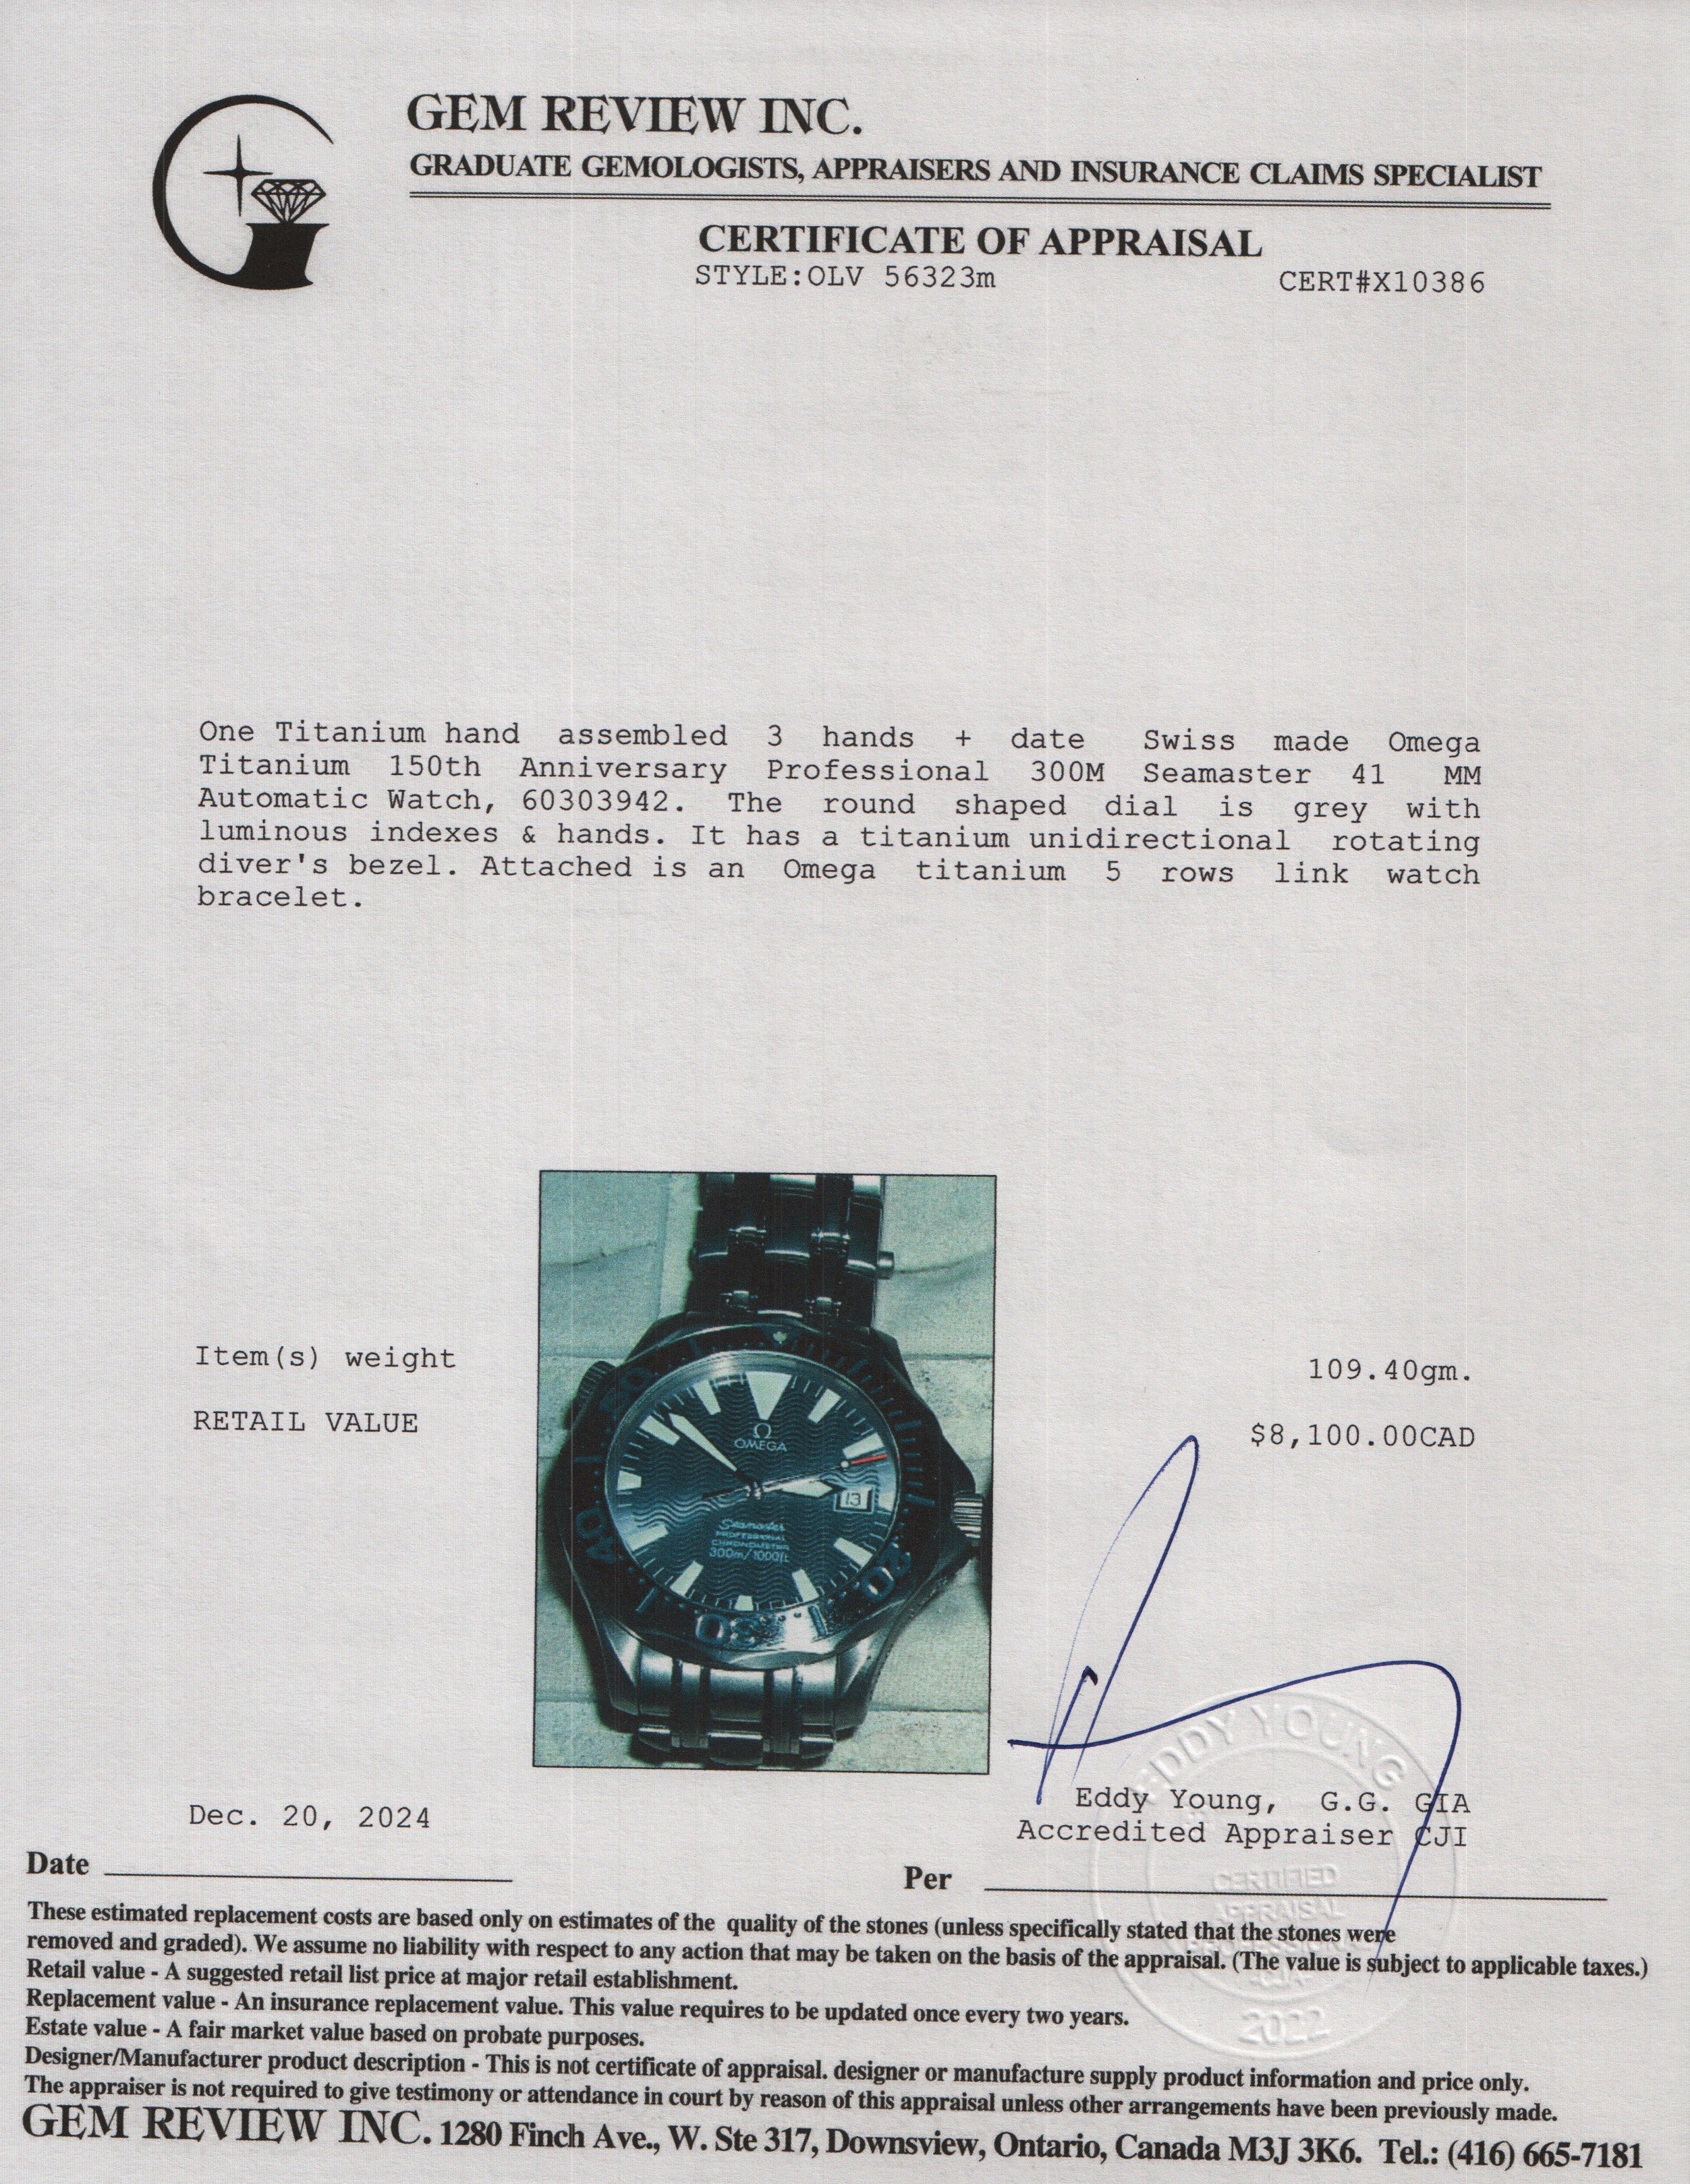 GEM REVIEW INC.
GRADUATE GEMOLOGISTS, APPRAISERS AND INSURANCE CLAIMS SPECIALIST
CERTIFICATE OF APPRAISAL
STYLE:OLV 56323m CERT#X10386
One Titanium hand assembled 3 hands + date Swiss made Omega
Titanium 150th Anniversary Professional 300M Seamaster 41 MM
Automatic Watch, 60303942. The round shaped dial is grey with
luminous indexes & hands. It has a titanium unidirectional rotating
diver's bezel. Attached is an Omega titanium 5 rows link watch
bracelet.
Ω
OMEGA
13
Seamaster
PROFESSIONAL
CHRONOMETER
300m/1000ft
40
30
20
Item(s) weight 109.40gm.
RETAIL VALUE $8,100.00CAD
EDDY YOUNG
CERTIFIED
APPRAISAL
2022
Eddy Young, G.G. GIA
Accredited Appraiser CJI
Dec. 20, 2024
Date
Per
These estimated replacement costs are based only on estimates of the quality of the stones (unless specifically stated that the stones were
removed and graded). We assume no liability with respect to any action that may be taken on the basis of the appraisal. (The value is subject to applicable taxes.)
Retail value - A suggested retail list price at major retail establishment.
Replacement value - An insurance replacement value. This value requires to be updated once every two years.
Estate value - A fair market value based on probate purposes.
Designer/Manufacturer product description - This is not certificate of appraisal. designer or manufacture supply product information and price only.
The appraiser is not required to give testimony or attendance in court by reason of this appraisal unless other arrangements have been previously made.
GEM REVIEW INC. 1280 Finch Ave., W. Ste 317, Downsview, Ontario, Canada M3J 3K6. Tel.: (416) 665-7181